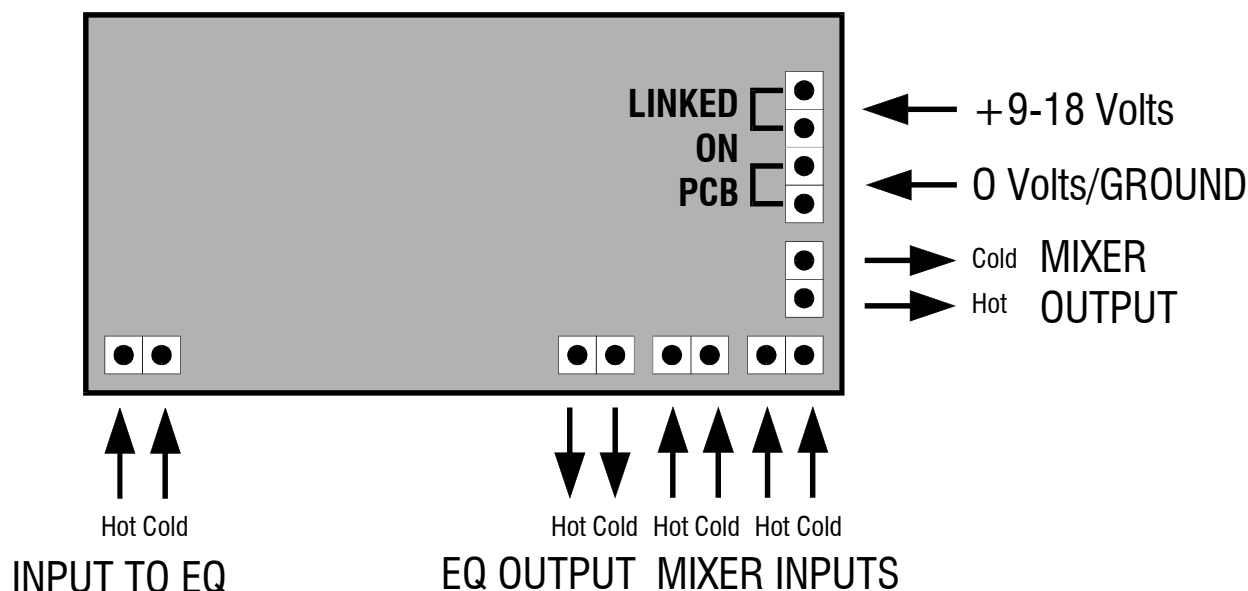 LINKED
ON
PCB
+9-18 Volts
O Volts/GROUND
Cold MIXER
Hot OUTPUT
Hot Cold
Hot Cold Hot Cold Hot Cold
INPUT TO EQ
EQ OUTPUT MIXER INPUTS